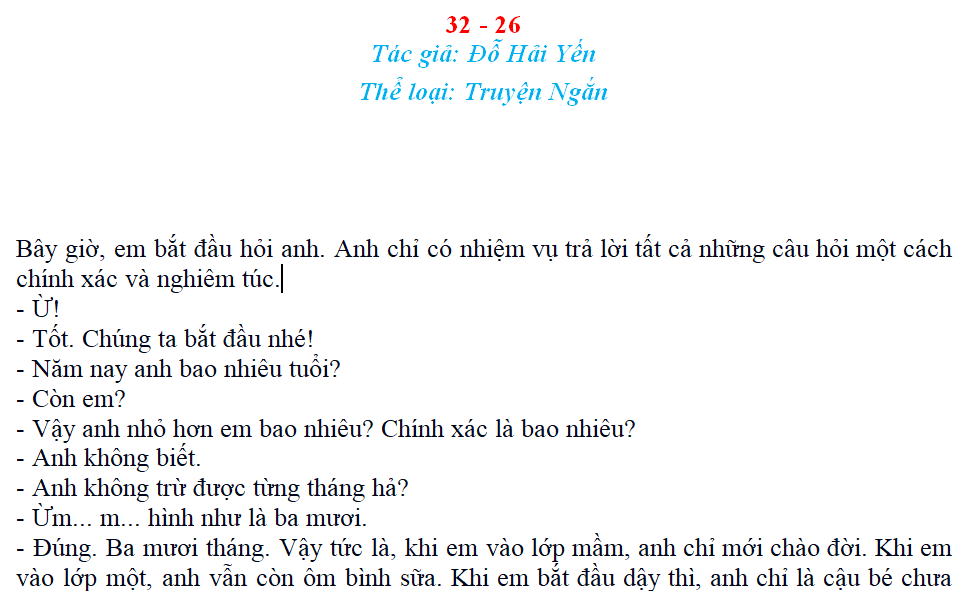 32 - 26
Tác giả: Đỗ Hải Yến
Thể loại: Truyện Ngắn
Bây giờ, em bắt đầu hỏi anh. Anh chỉ có nhiệm vụ trả lời tất cả những câu hỏi một cách
chính xác và nghiêm túc.
- Ừ!
- Tốt. Chúng ta bắt đầu nhé!
- Năm nay anh bao nhiêu tuổi?
- Còn em?
- Vậy anh nhỏ hơn em bao nhiêu? Chính xác là bao nhiêu?
- Anh không biết.
- Anh không trừ được từng tháng hả?
- Ừm... m... hình như là ba mươi.
- Đúng. Ba mươi tháng. Vậy tức là, khi em vào lớp mầm, anh chỉ mới chào đời. Khi em
vào lớp một, anh vẫn còn ôm bình sữa. Khi em bắt đầu dậy thì, anh chỉ là cậu bé chưa